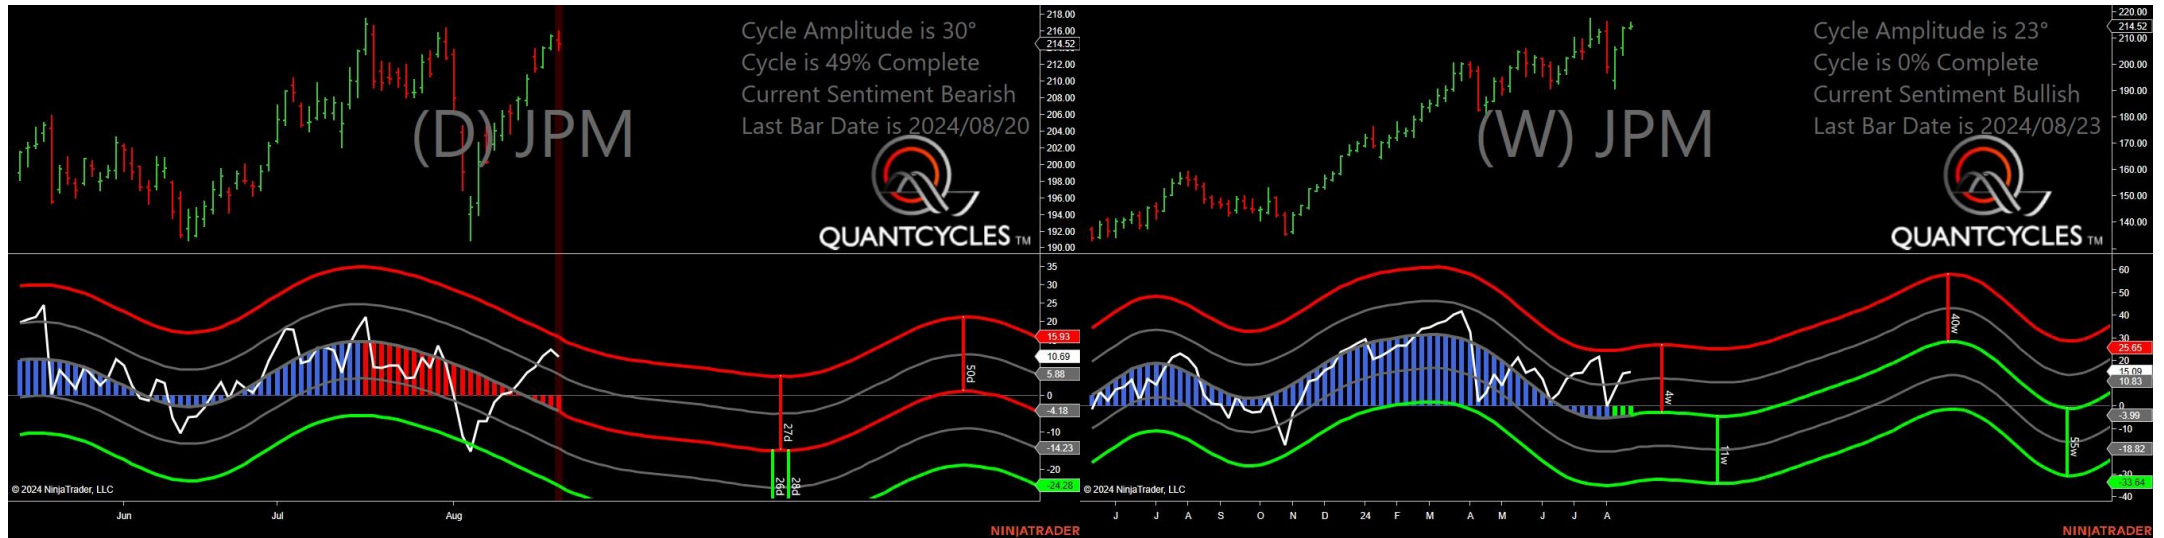 Cycle Amplitude is 30°
Cycle is 49% Complete
Current Sentiment Bearish
Last Bar Date is 2024/08/20
(D) JPM
QUANTCYCLES TM
218.00
216.00
214.52
212.00
210.00
208.00
206.00
204.00
202.00
200.00
198.00
196.00
194.00
192.00
190.00
35
30
25
20
15.93
10.69
5.88
0
-4.18
-10
-14.23
-20
-24.28
27d
26d
28d
50d
© 2024 NinjaTrader, LLC
Jun
Jul
Aug
NINJATRADER
Cycle Amplitude is 23°
Cycle is 0% Complete
Current Sentiment Bullish
Last Bar Date is 2024/08/23
(W) JPM
QUANTCYCLES TM
220.00
214.52
210.00
200.00
190.00
180.00
170.00
160.00
150.00
140.00
60
50
40
30
25.65
20
15.09
10.83
0
-3.99
-10
-18.82
-30
-33.64
-40
4w
11w
40w
55w
© 2024 NinjaTrader, LLC
J J A S O N D 24 F M A M J J A
NINJATRADER